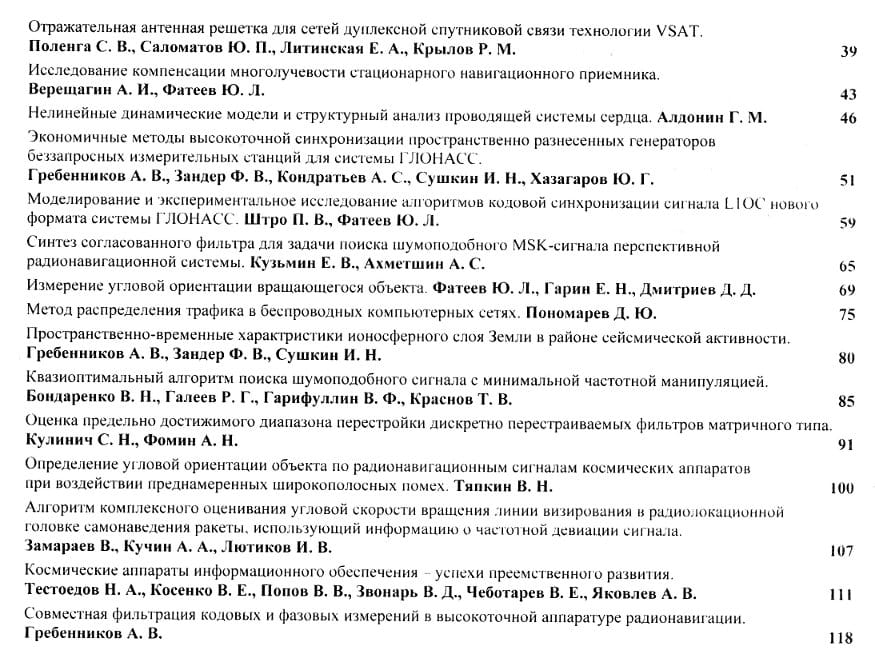 Отражательная антенная решетка для сетей дуплексной спутниковой связи технологии VSAT.
Поленга С. В., Саломатов Ю. П., Литинская Е. А., Крылов Р. М. 39
Исследование компенсации многолучевости стационарного навигационного приемника.
Верещагин А. И., Фатеев Ю. Л. 43
Нелинейные динамические модели и структурный анализ проводящей системы сердца. Алдонин Г. М. 46
Экономичные методы высокоточной синхронизации пространственно разнесенных генераторов
беззапросных измерительных станций для системы ГЛОНАСС.
Гребенников А. В., Зандер Ф. В., Кондратьев А. С., Сушкин И. Н., Хазагаров Ю. Г. 51
Моделирование и экспериментальное исследование алгоритмов кодовой синхронизации сигнала L1OC нового
формата системы ГЛОНАСС. Штро П. В., Фатеев Ю. Л. 59
Синтез согласованного фильтра для задачи поиска шумоподобного MSK-сигнала перспективной
радионавигационной системы. Кузьмин Е. В., Ахметшин А. С. 65
Измерение угловой ориентации вращающегося объекта. Фатеев Ю. Л., Гарин Е. Н., Дмитриев Д. Д. 69
Метод распределения трафика в беспроводных компьютерных сетях. Пономарев Д. Ю. 75
Пространственно-временные характристики ионосферного слоя Земли в районе сейсмической активности.
Гребенников А. В., Зандер Ф. В., Сушкин И. Н. 80
Квазиоптимальный алгоритм поиска шумоподобного сигнала с минимальной частотной манипуляцией.
Бондаренко В. Н., Галеев Р. Г., Гарифуллин В. Ф., Краснов Т. В. 85
Оценка предельно достижимого диапазона перестройки дискретно перестраиваемых фильтров матричного типа.
Кулинич С. Н., Фомин А. Н. 91
Определение угловой ориентации объекта по радионавигационным сигналам космических аппаратов
при воздействии преднамеренных широкополосных помех. Тяпкин В. Н. 100
Алгоритм комплексного оценивания угловой скорости вращения линии визирования в радиолокационной
головке самонаведения ракеты, использующий информацию о частотной девиации сигнала.
Замараев В., Кучин А. А., Лютиков И. В. 107
Космические аппараты информационного обеспечения – успехи преемственного развития.
Тестоедов Н. А., Косенко В. Е., Попов В. В., Звонарь В. Д., Чеботарев В. Е., Яковлев А. В. 111
Совместная фильтрация кодовых и фазовых измерений в высокоточной аппаратуре радионавигации.
Гребенников А. В. 118